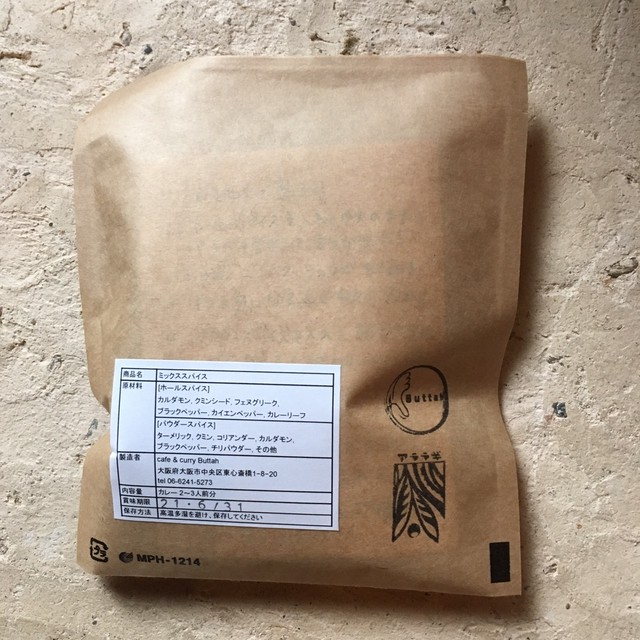 商品名 ミックススパイス
原材料 [ホールスパイス]
カルダモン、クミンシード、フェヌグリーク、
ブラックペッパー、カイエンペッパー、カレーリーフ
[パウダースパイス]
ターメリック、クミン、コリアンダー、カルダモン、
ブラックペッパー、チリパウダー、その他
製造者 cafe & curry Buttah
大阪府大阪市中央区東心斎橋1-8-20
tel 06-6241-5273
内容量 カレー 2～3人前分
賞味期限 21・6/31
保存方法 高温多湿を避け、保存してください
Buttah
MPH-1214